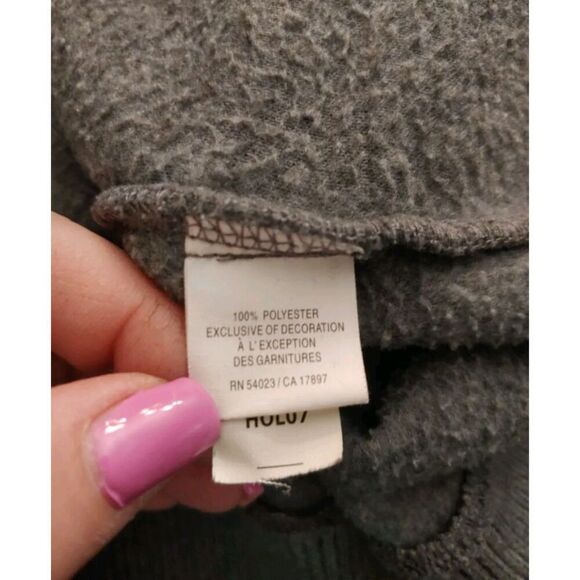 100% POLYESTER
EXCLUSIVE OF DECORATION
À L'EXCEPTION
DES GARNITURES
RN 54023 / CA 17897
HOL07